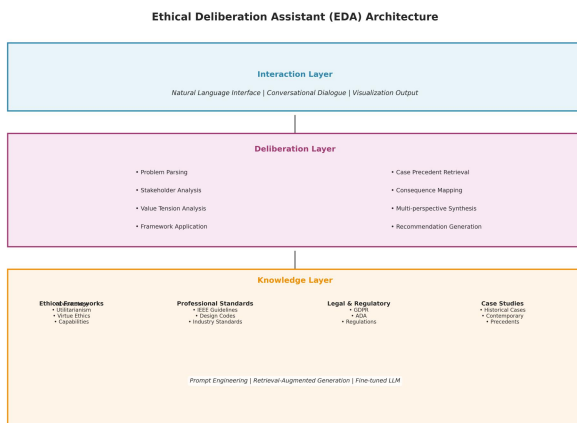 Ethical Deliberation Assistant (EDA) Architecture
Interaction Layer
Natural Language Interface | Conversational Dialogue | Visualization Output
Deliberation Layer
• Problem Parsing
• Stakeholder Analysis
• Value Tension Analysis
• Framework Application
• Case Precedent Retrieval
• Consequence Mapping
• Multi-perspective Synthesis
• Recommendation Generation
Knowledge Layer
Ethical Frameworks
• Utilitarianism
• Virtue Ethics
• Capabilities
Professional Standards
• IEEE Guidelines
• Design Codes
• Industry Standards
Legal & Regulatory
• GDPR
• ADA
• Regulations
Case Studies
• Historical Cases
• Contemporary
• Precedents
Prompt Engineering | Retrieval-Augmented Generation | Fine-tuned LLM